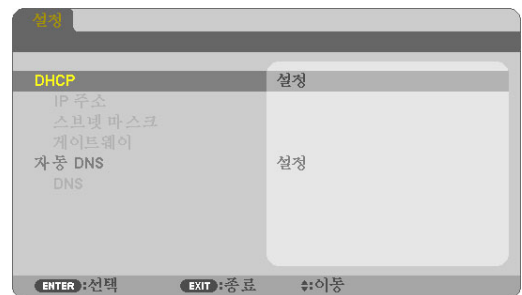 설정
DHCP 설정
IP 주소
스브넷 마스크
게이트웨이
자동 DNS 설정
DNS
ENTER :선택 EXIT :종료 :이동